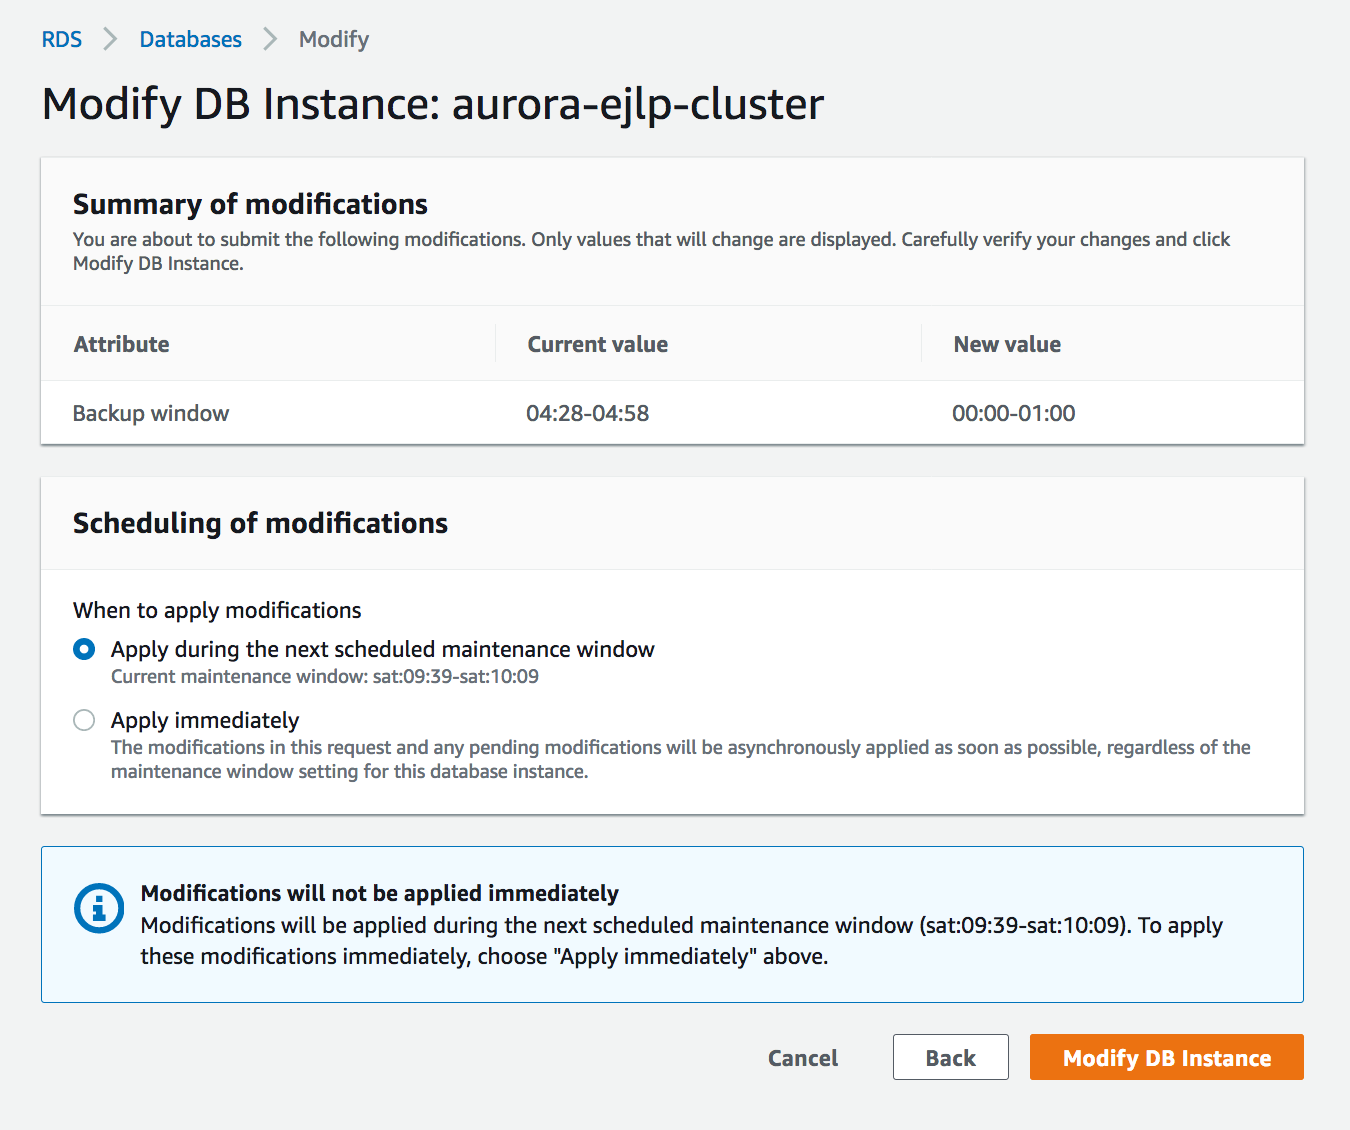 RDS > Databases > Modify
Modify DB Instance: aurora-ejlp-cluster
Summary of modifications
You are about to submit the following modifications. Only values that will change are displayed. Carefully verify your changes and click
Modify DB Instance.
Attribute Current value New value
Backup window 04:28-04:58 00:00-01:00
Scheduling of modifications
When to apply modifications
Apply during the next scheduled maintenance window
Current maintenance window: sat:09:39-sat:10:09
Apply immediately
The modifications in this request and any pending modifications will be asynchronously applied as soon as possible, regardless of the
maintenance window setting for this database instance.
Modifications will not be applied immediately
Modifications will be applied during the next scheduled maintenance window (sat:09:39-sat:10:09). To apply
these modifications immediately, choose "Apply immediately" above.
Cancel Back Modify DB Instance